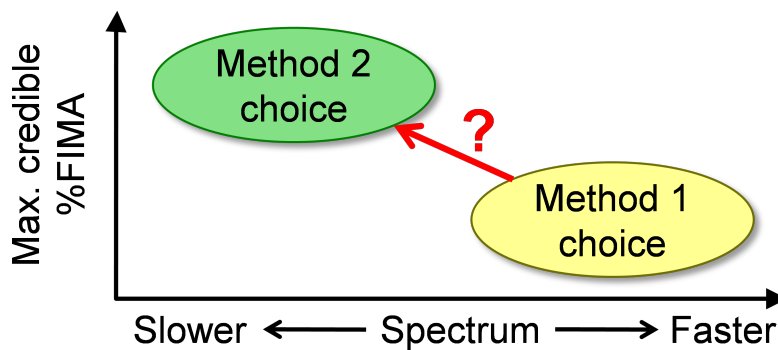 Max. credible
%FIMA
Method 2
choice
?
Method 1
choice
Slower
Spectrum
Faster